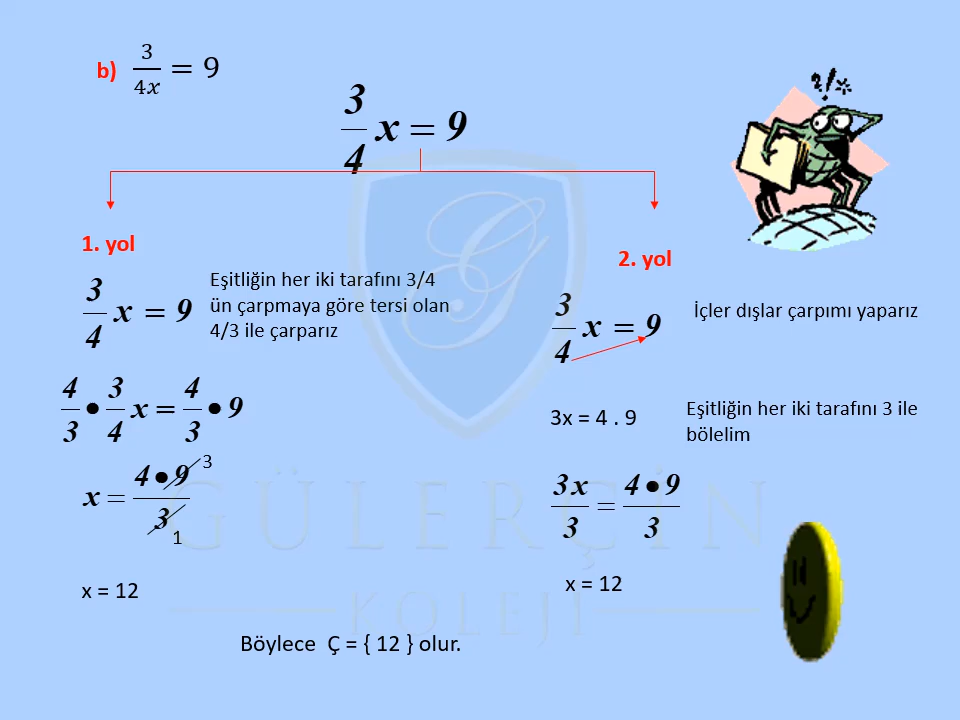 b) 3/4x = 9
3/4 x = 9
1. yol
3/4 x = 9
Eşitliğin her iki tarafını 3/4
ün çarpmaya göre tersi olan
4/3 ile çarparız
4/3 • 3/4 x = 4/3 • 9
x = 4 • 9 / 3
3
1
x = 12
2. yol
3/4 x = 9
İçler dışlar çarpımı yaparız
3x = 4 . 9
Eşitliğin her iki tarafını 3 ile
bölelim
3x/3 = 4 • 9 / 3
x = 12
Böylece Ç = { 12 } olur.
?/!*
G
GÜLERÇİN
KOLEJİ